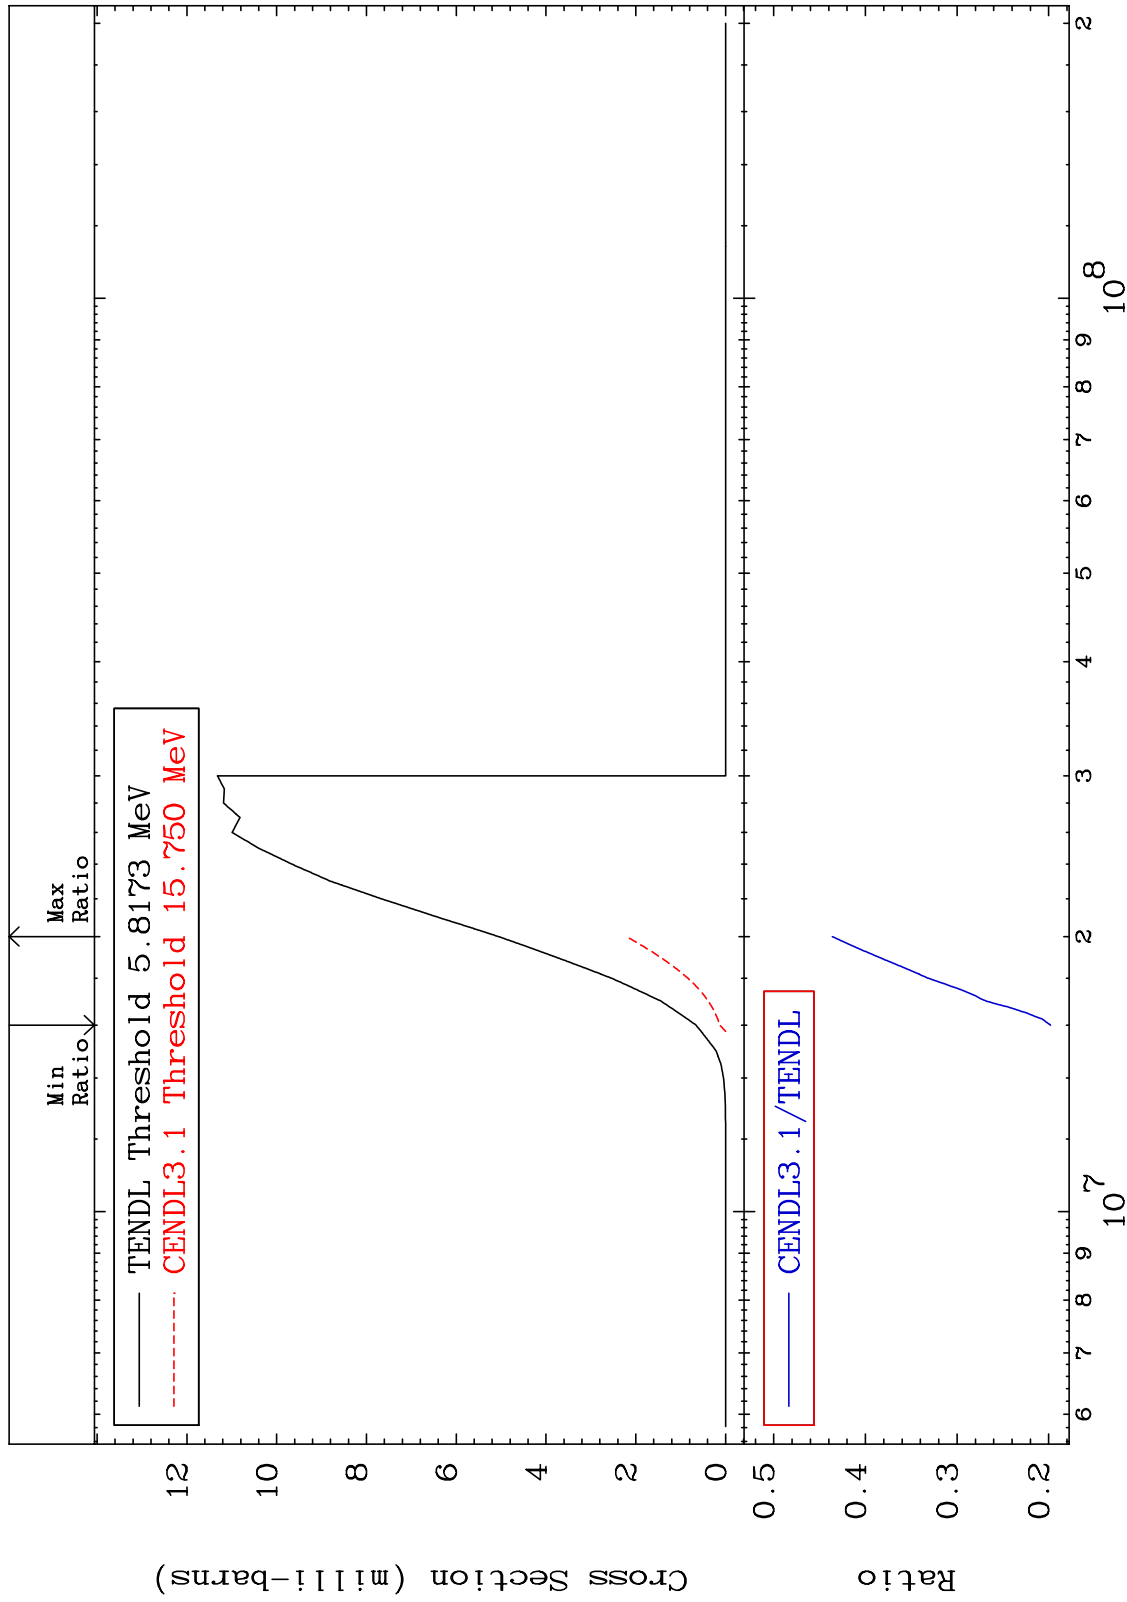 Min
Ratio
Max
Ratio
TENDL Threshold 5.8173 MeV
CENDL3.1 Threshold 15.750 MeV
Cross Section (milli-barns)
12
10
8
6
4
2
0
CENDL3.1/TENDL
Ratio
0.5
0.4
0.3
0.2
6 7 8 9 10^7 2 3 4 5 6 7 8 9 10^8 2